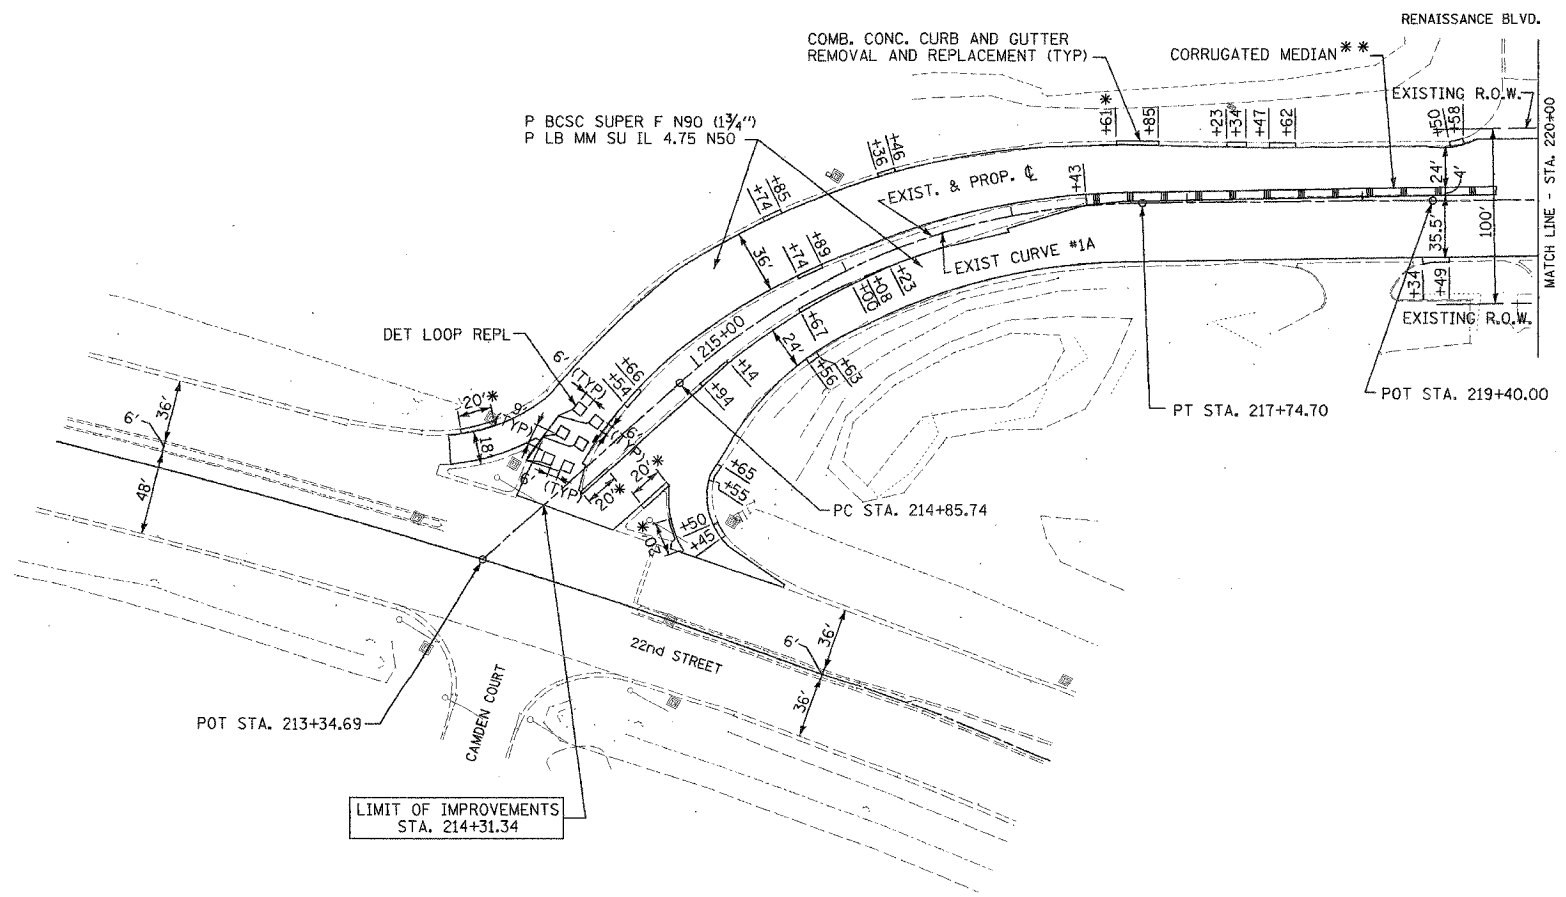 RENAISSANCE BLVD.
COMB. CONC. CURB AND GUTTER
REMOVAL AND REPLACEMENT (TYP)
CORRUGATED MEDIAN**
EXISTING R.O.W.
P BCSC SUPER F N90 (1 3/4")
P LB MM SU IL 4.75 N50
+61*
+85
+23
+34
+47
+62
+50
+58
MATCH LINE - STA. 220+00
+36
+46
EXIST. & PROP. ℄
+43
24'
4'
100'
35.5'
+74
+85
36'
+74
+89
EXIST CURVE #1A
+00
+08
+23
+34
+49
EXISTING R.O.W.
DET LOOP REPL
215+00
+67
24'
+56
+63
6'
(TYP)
+54
+66
+14
+94
POT STA. 219+40.00
PT STA. 217+74.70
36'
6'
48'
20'*
18'
6'
(TYP)
6'
(TYP)
6' (TYP)
20'*
20'*
20'*
+65
+55
+50
+45
PC STA. 214+85.74
22nd STREET
6'
36'
36'
CAMDEN COURT
POT STA. 213+34.69
LIMIT OF IMPROVEMENTS
STA. 214+31.34